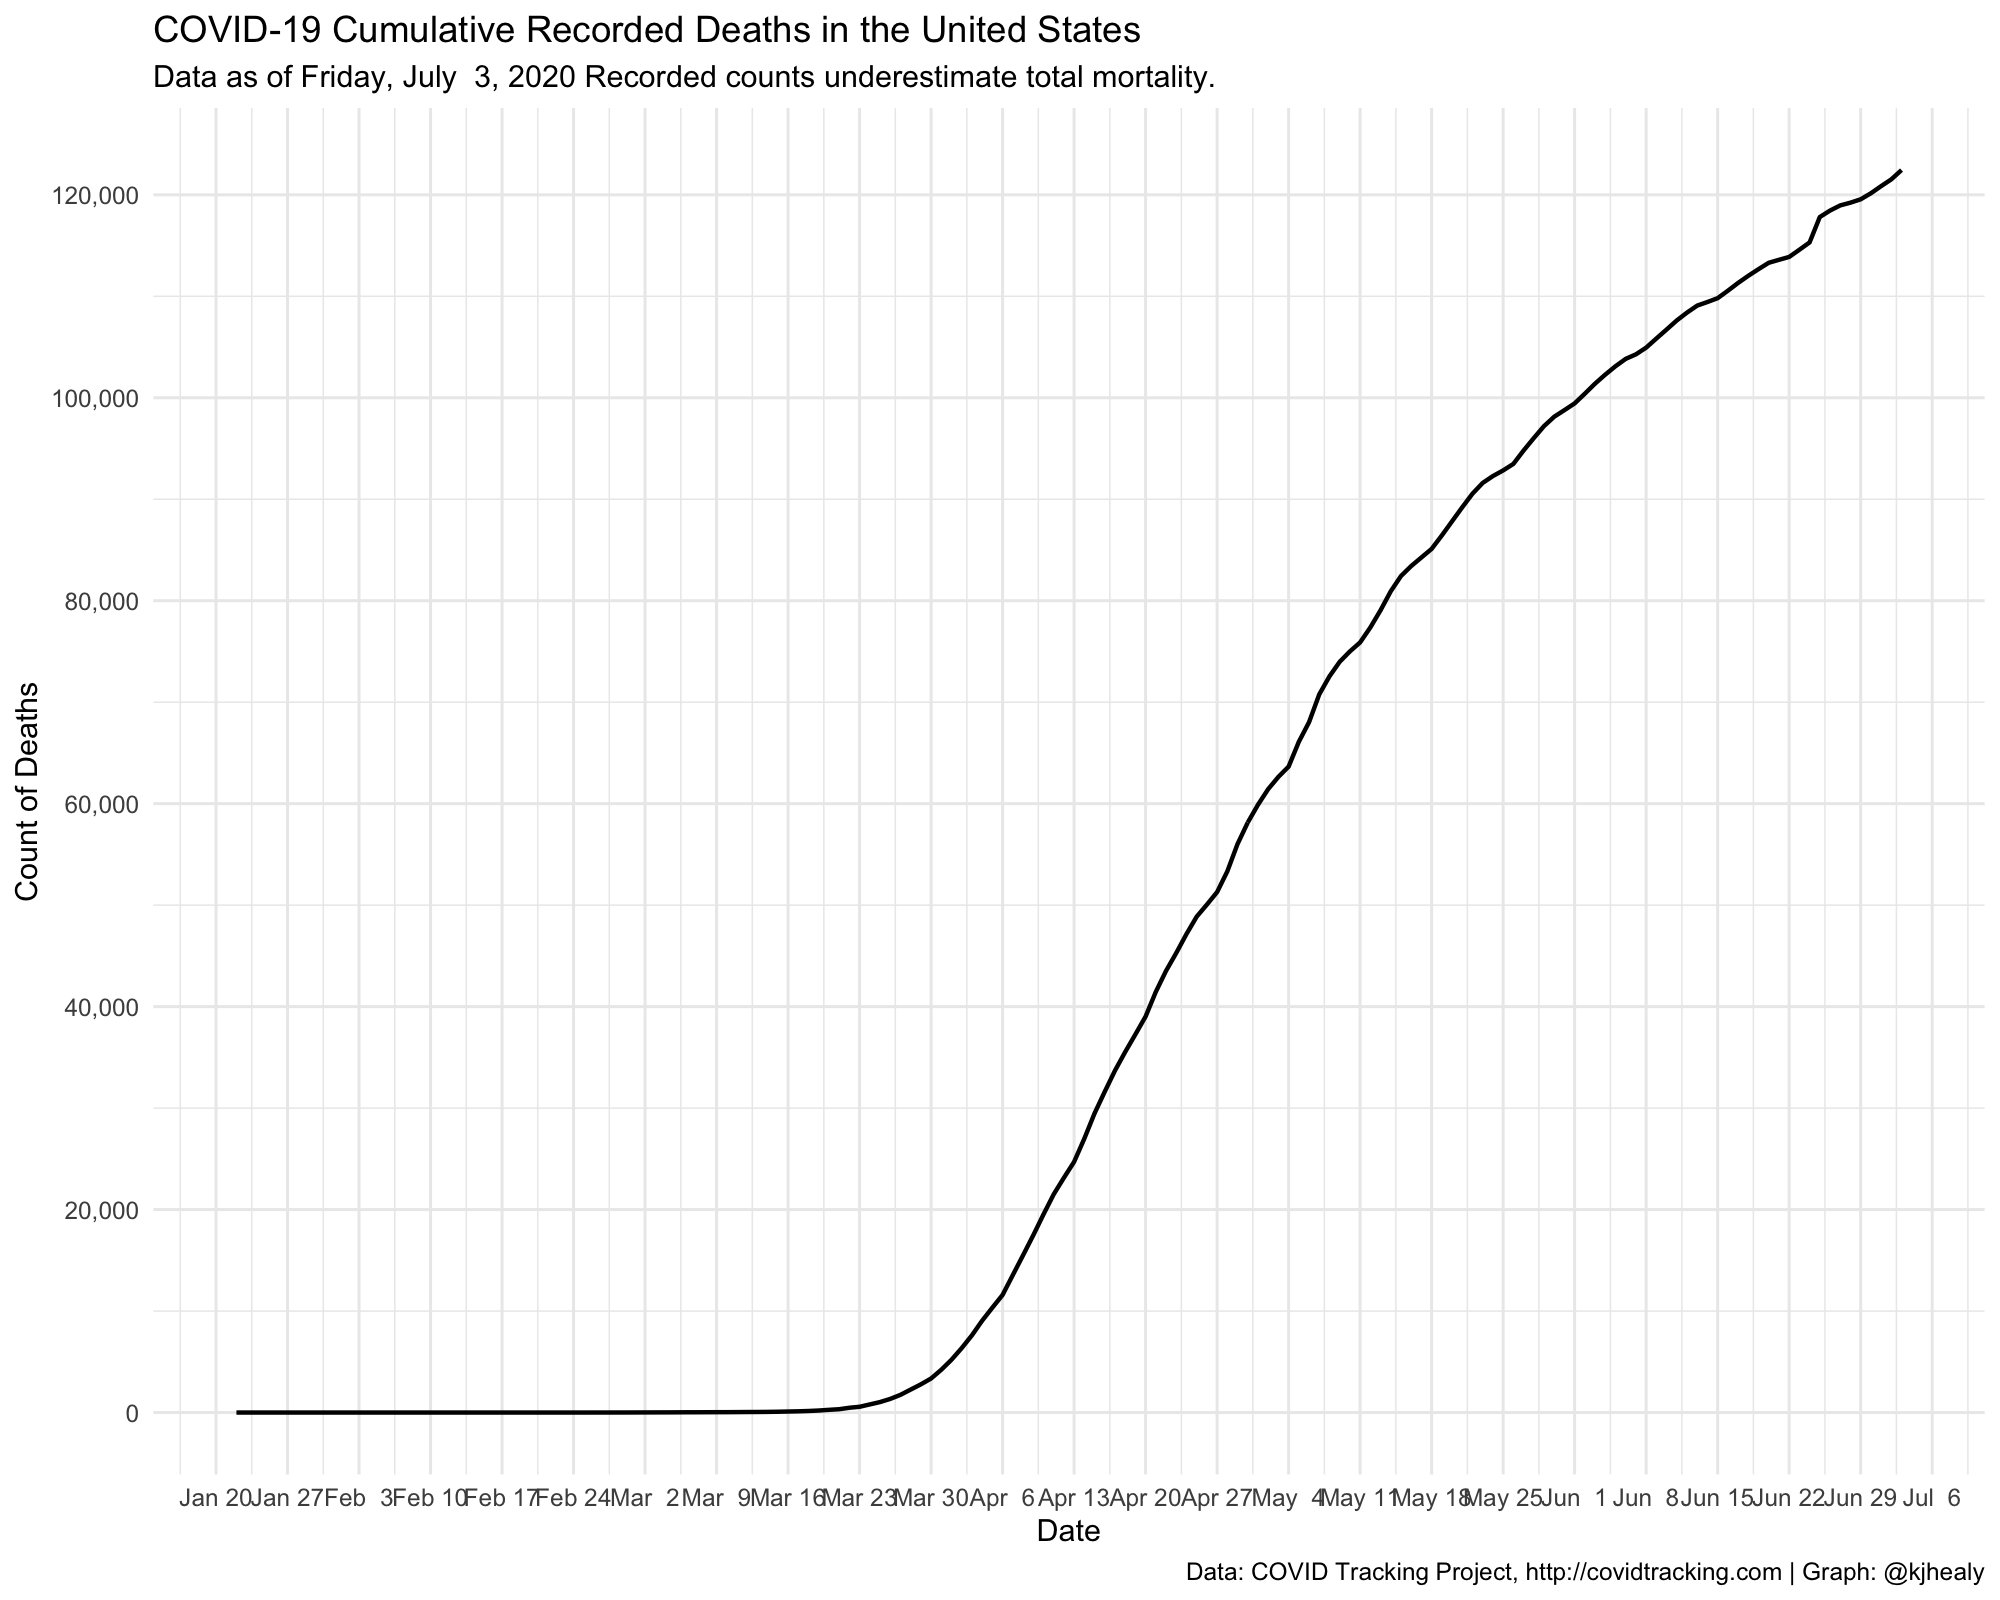 COVID-19 Cumulative Recorded Deaths in the United States
Data as of Friday, July  3, 2020 Recorded counts underestimate total mortality.
120,000
100,000
80,000
60,000
40,000
20,000
0
Count of Deaths
Jan 20 Jan 27 Feb  3 Feb 10 Feb 17 Feb 24 Mar  2 Mar  9 Mar 16 Mar 23 Mar 30 Apr  6 Apr 13 Apr 20 Apr 27 May  4 May 11 May 18 May 25 Jun  1 Jun  8 Jun 15 Jun 22 Jun 29 Jul  6
Date
Data: COVID Tracking Project, http://covidtracking.com | Graph: @kjhealy